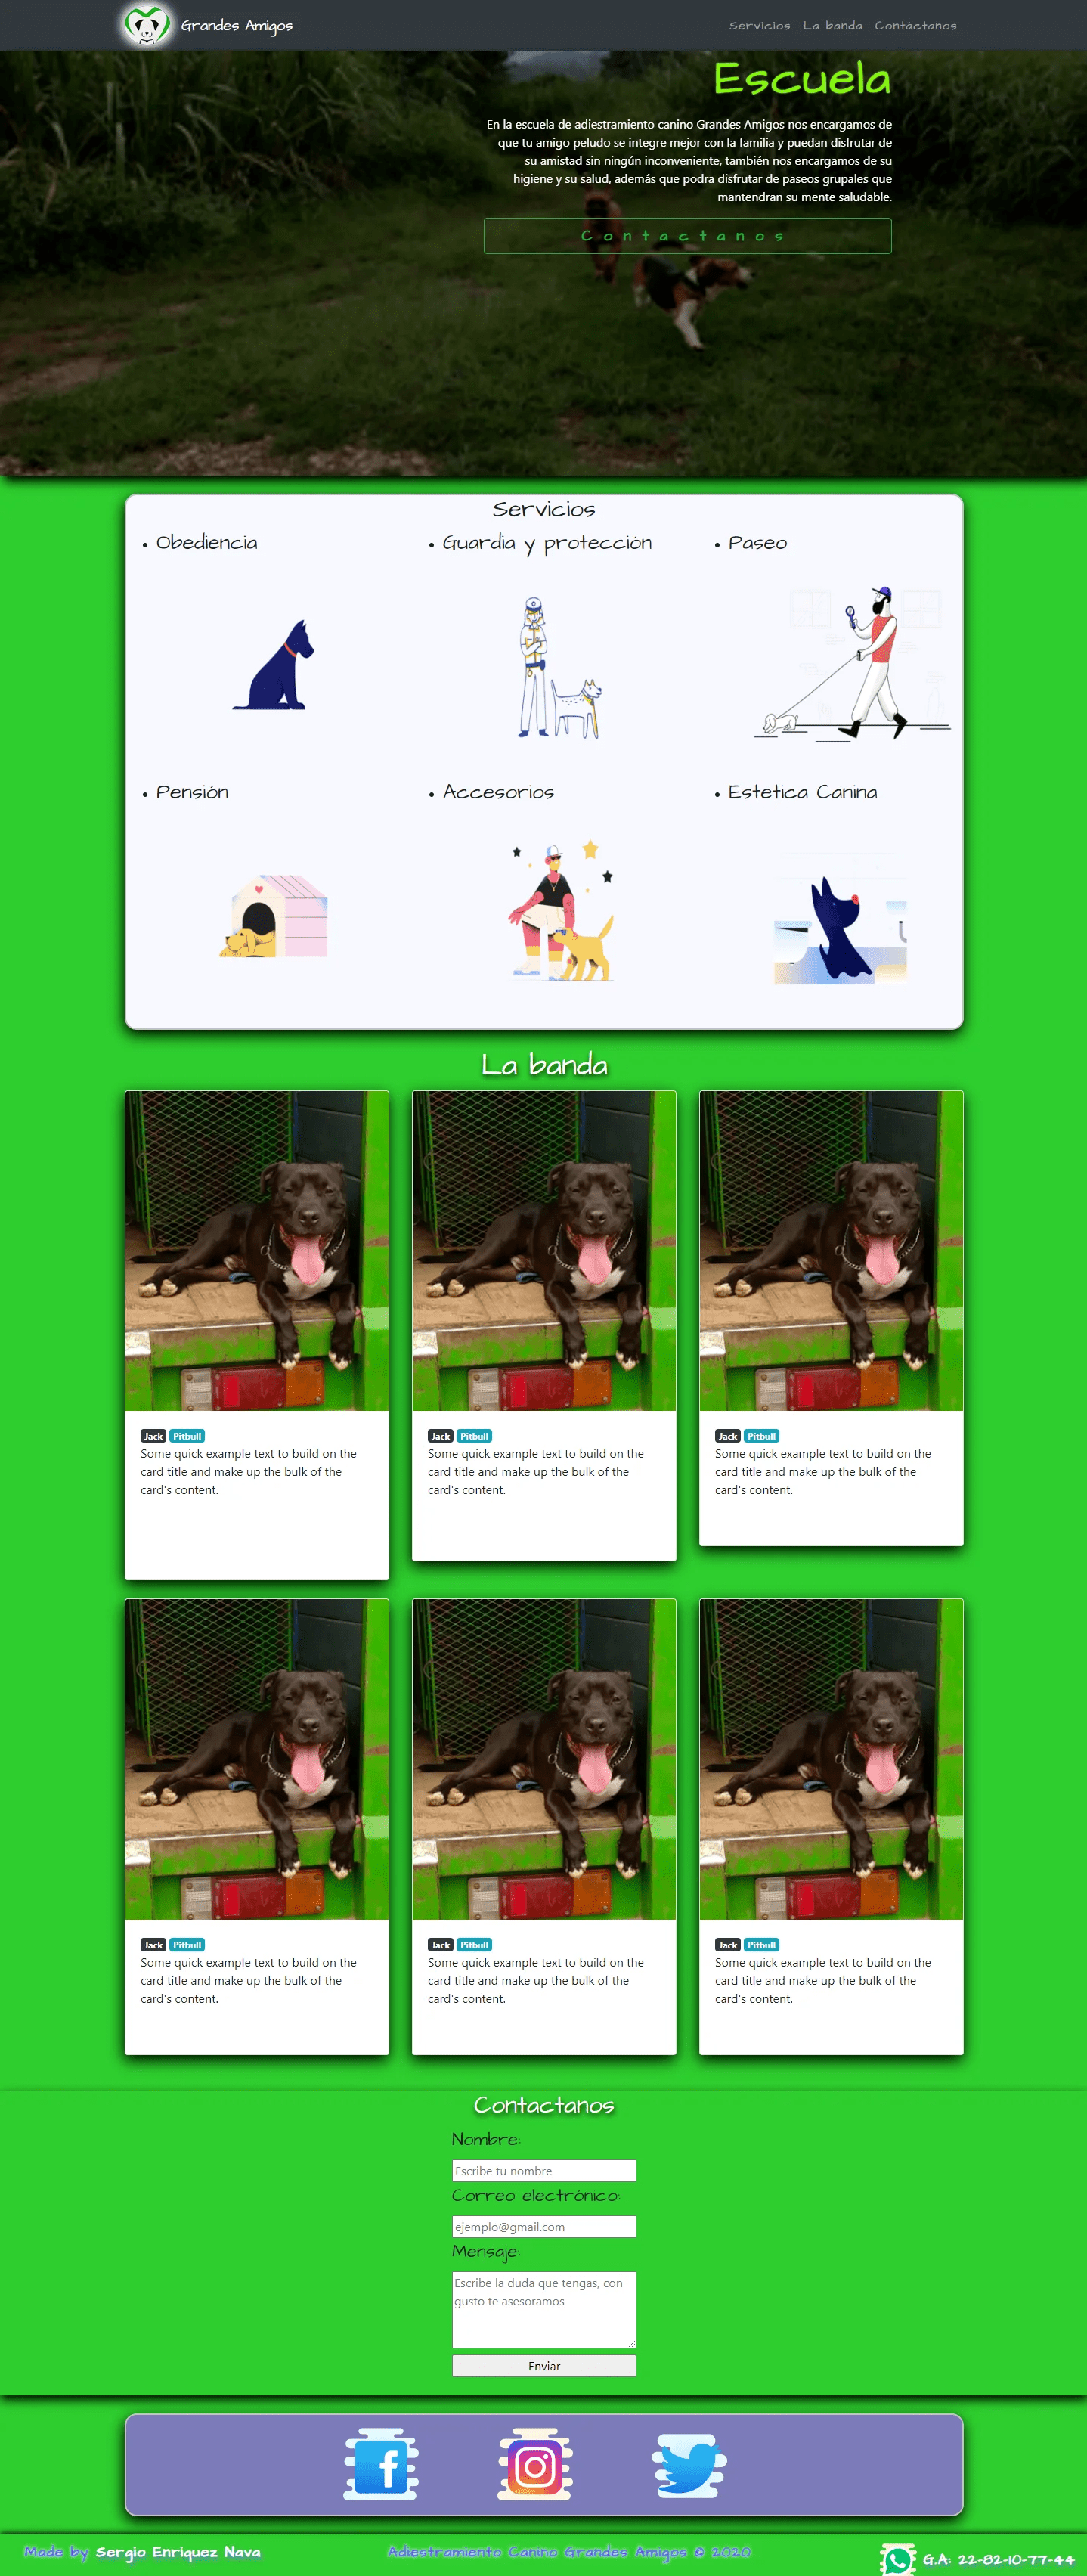 Grandes Amigos
Servicios La banda Contáctanos
Escuela
En la escuela de adiestramiento canino Grandes Amigos nos encargamos de
que tu amigo peludo se integre mejor con la familia y puedan disfrutar de
su amistad sin ningún inconveniente, también nos encargamos de su
higiene y su salud, además que podra disfrutar de paseos grupales que
mantendran su mente saludable.
Contactanos
Servicios
• Obediencia
• Guardia y protección
• Paseo
• Pensión
• Accesorios
• Estetica Canina
La banda
Jack Pitbull
Some quick example text to build on the
card title and make up the bulk of the
card's content.
Jack Pitbull
Some quick example text to build on the
card title and make up the bulk of the
card's content.
Jack Pitbull
Some quick example text to build on the
card title and make up the bulk of the
card's content.
Jack Pitbull
Some quick example text to build on the
card title and make up the bulk of the
card's content.
Jack Pitbull
Some quick example text to build on the
card title and make up the bulk of the
card's content.
Jack Pitbull
Some quick example text to build on the
card title and make up the bulk of the
card's content.
Contactanos
Nombre:
Escribe tu nombre
Correo electrónico:
ejemplo@gmail.com
Mensaje:
Escribe la duda que tengas, con
gusto te asesoramos
Enviar
Made by Sergio Enriquez Nava
Adiestramiento Canino Grandes Amigos © 2020
G.A: 22-82-10-77-44